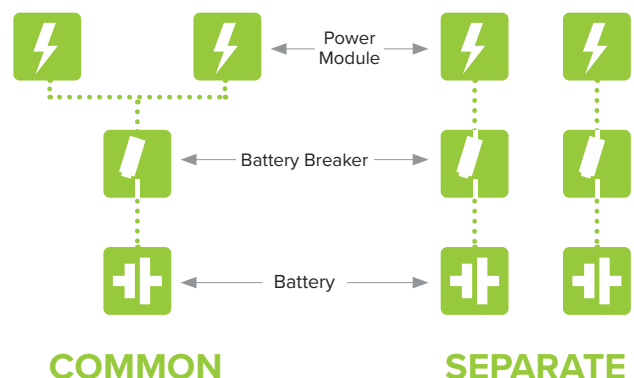 Power
Module
Battery Breaker
Battery
COMMON
SEPARATE